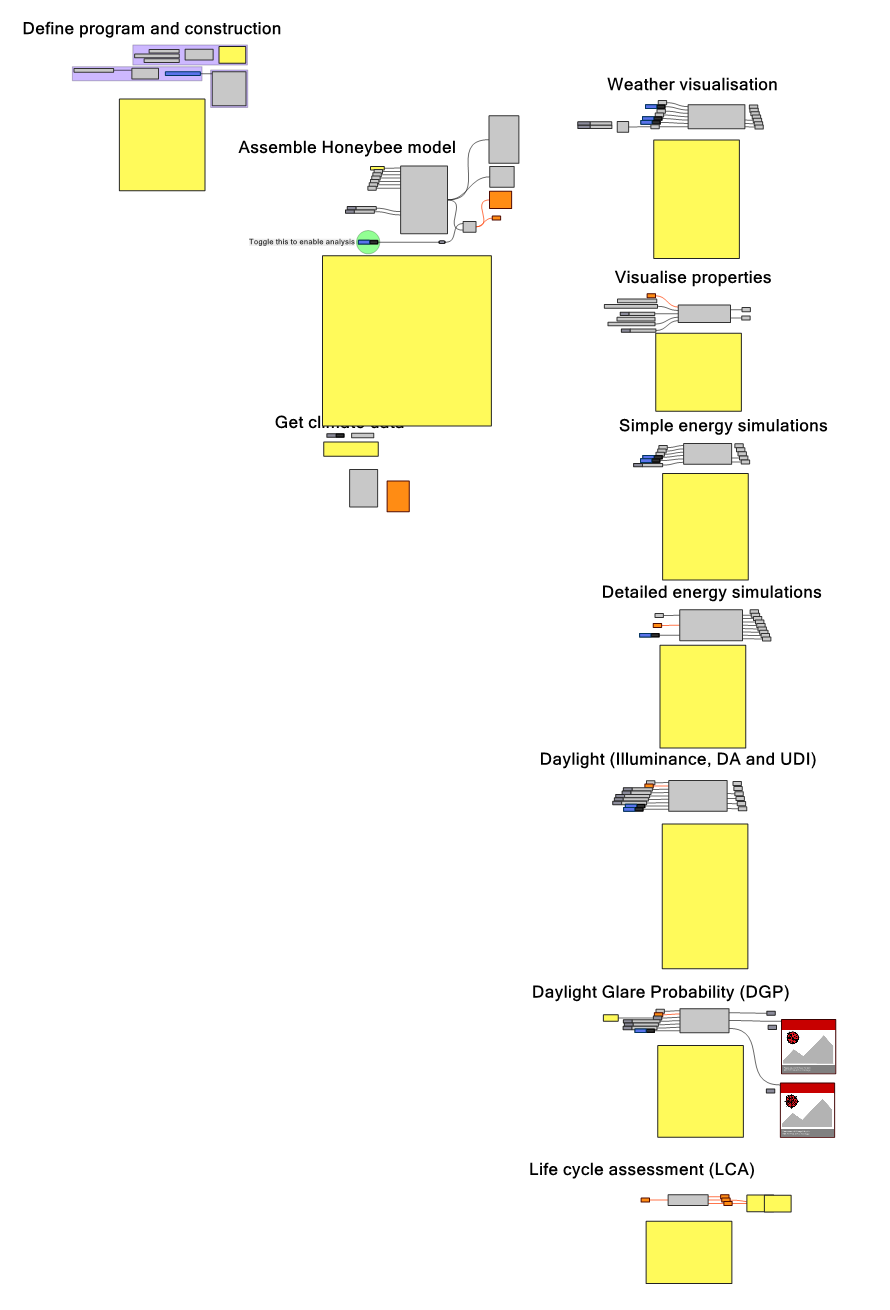 Define program and construction
Assemble Honeybee model
Toggle this to enable analysis
Get climate data
Weather visualisation
Visualise properties
Simple energy simulations
Detailed energy simulations
Daylight (Illuminance, DA and UDI)
Daylight Glare Probability (DGP)
Life cycle assessment (LCA)